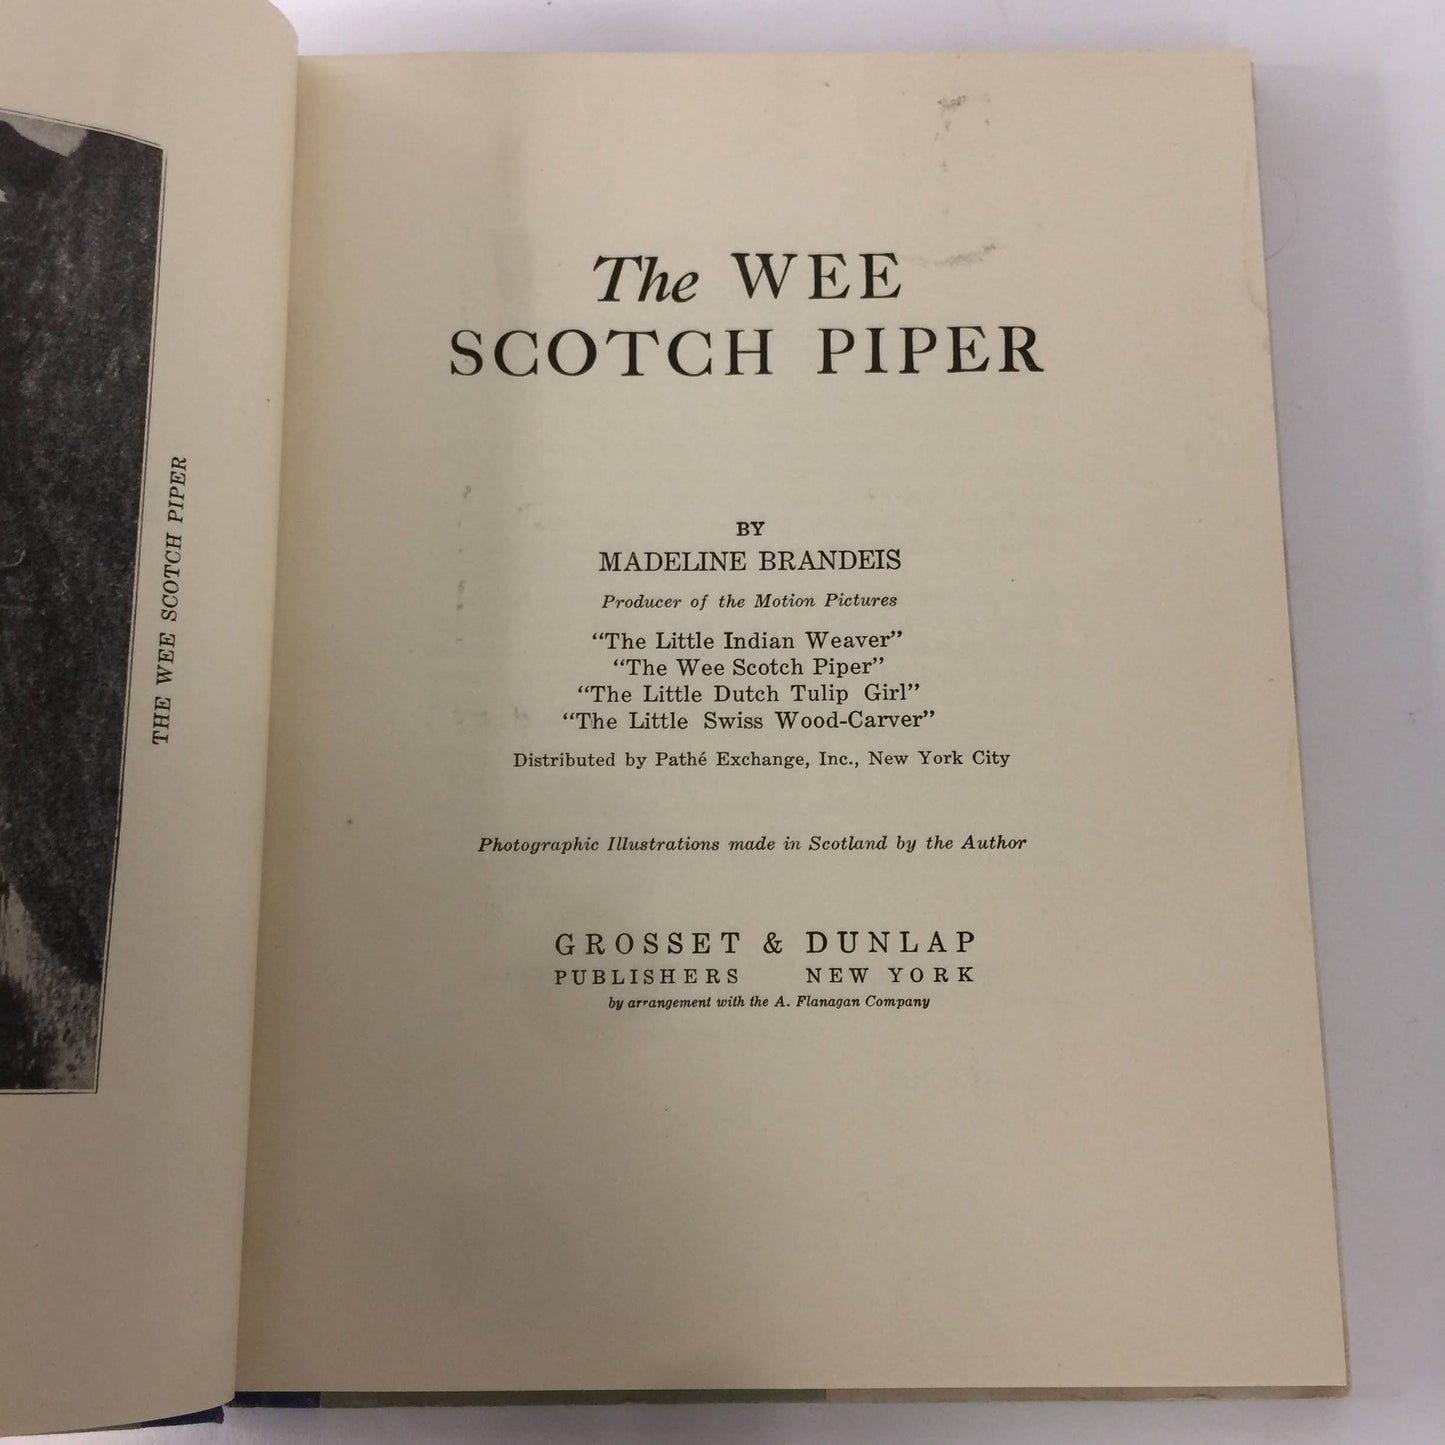 THE WEE SCOTCH PIPER
The WEE
SCOTCH PIPER
BY
MADELINE BRANDEIS
Producer of the Motion Pictures
“The Little Indian Weaver”
“The Wee Scotch Piper”
“The Little Dutch Tulip Girl”
“The Little Swiss Wood-Carver”
Distributed by Pathé Exchange, Inc., New York City
Photographic Illustrations made in Scotland by the Author
GROSSET & DUNLAP
PUBLISHERS NEW YORK
by arrangement with the A. Flanagan Company